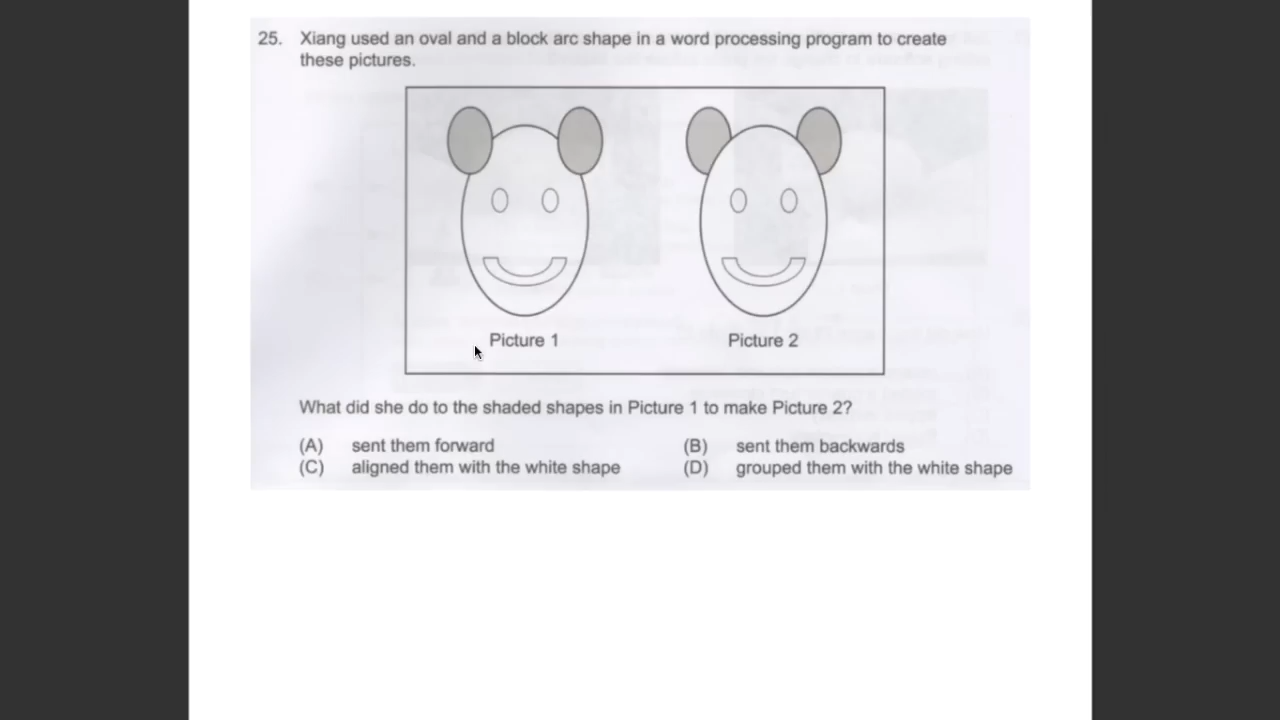 25. Xiang used an oval and a block arc shape in a word processing program to create
these pictures.
Picture 1
Picture 2
What did she do to the shaded shapes in Picture 1 to make Picture 2?
(A) sent them forward
(B) sent them backwards
(C) aligned them with the white shape
(D) grouped them with the white shape